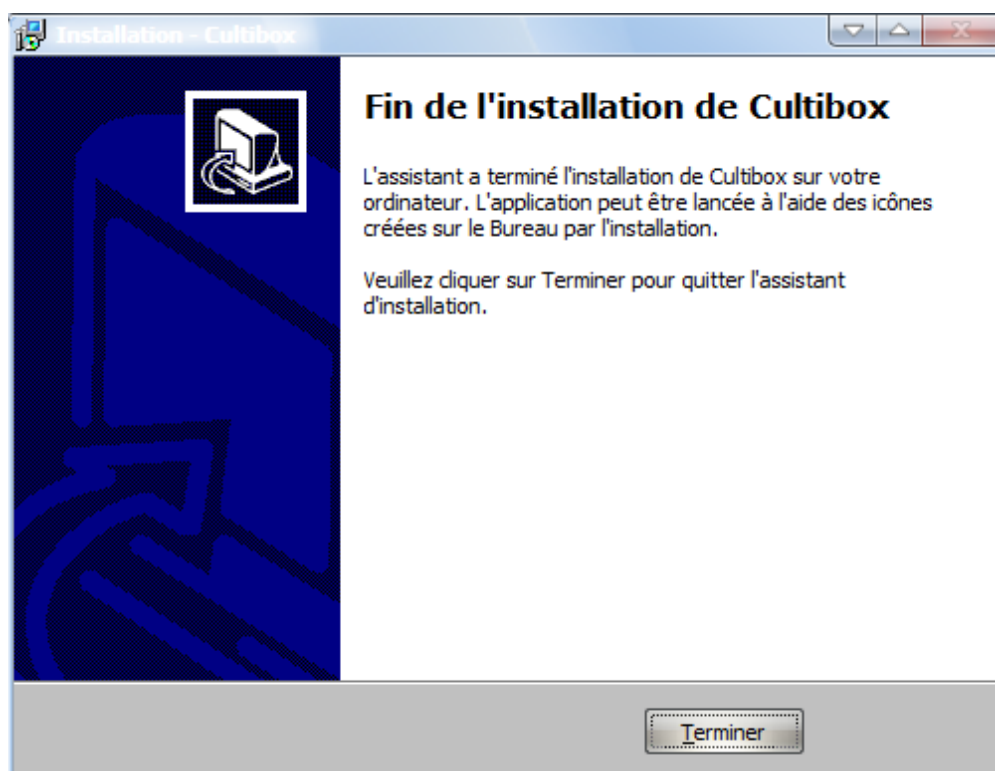 Installation - Cultibox
Fin de l'installation de Cultibox
L'assistant a terminé l'installation de Cultibox sur votre
ordinateur. L'application peut être lancée à l'aide des icônes
créées sur le Bureau par l'installation.
Veuillez cliquer sur Terminer pour quitter l'assistant
d'installation.
Terminer